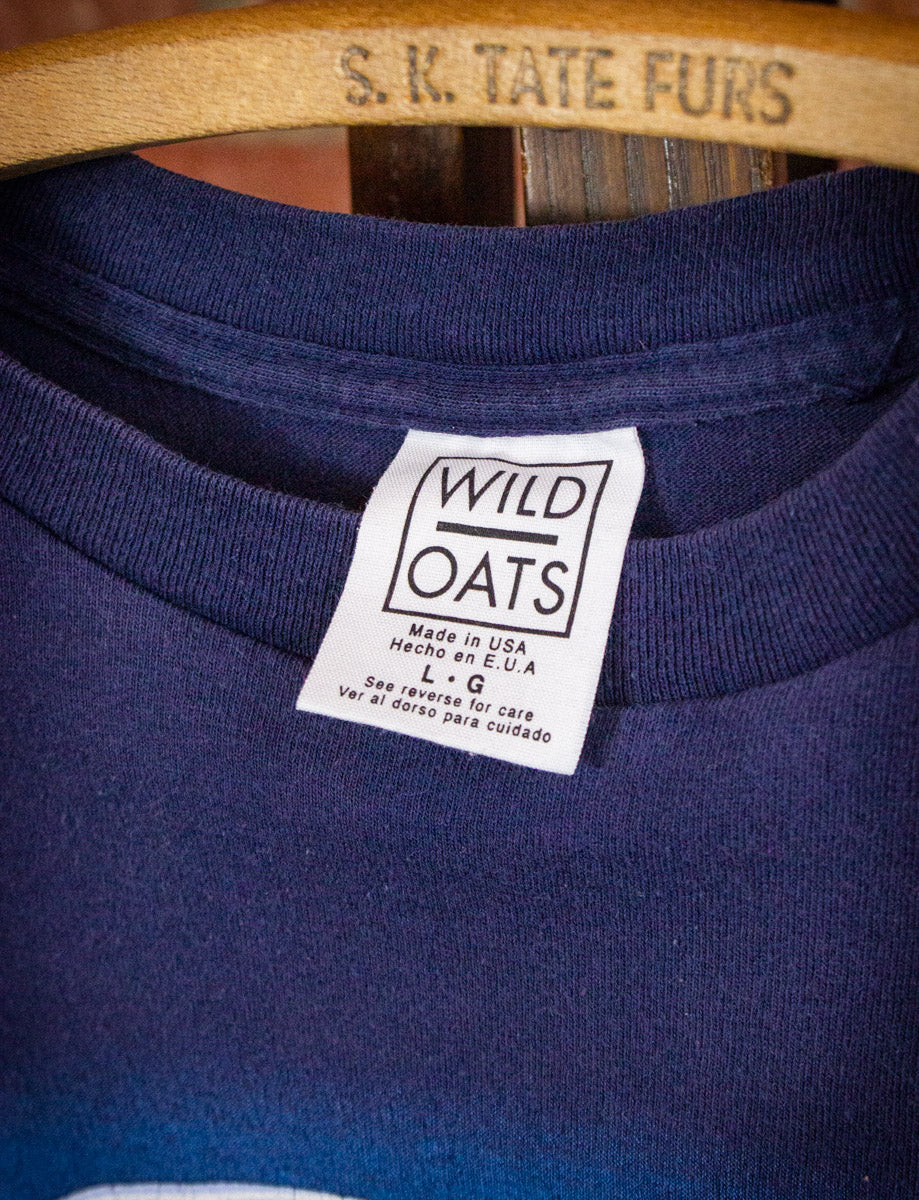 S. K. TATE FURS
WILD
OATS
Made in USA
Hecho en E.U.A
L • G
See reverse for care
Ver al dorso para cuidado